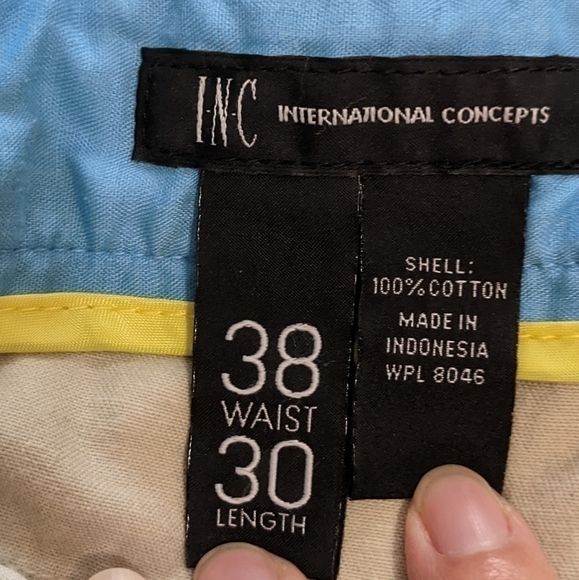 I·N·C INTERNATIONAL CONCEPTS
38
WAIST
30
LENGTH
SHELL:
100% COTTON
MADE IN
INDONESIA
WPL 8046